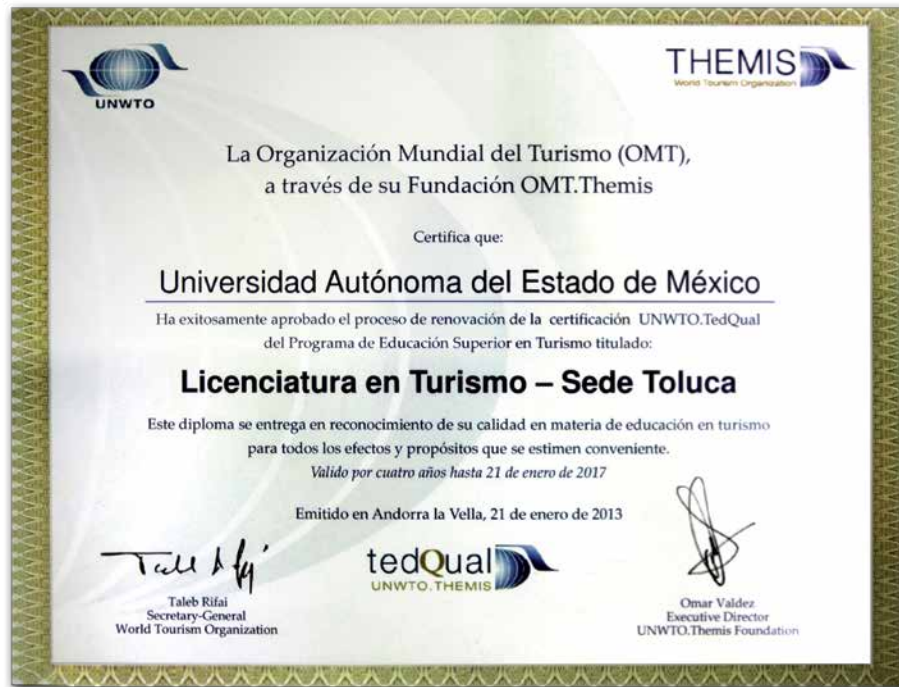 UNWTO
THEMIS
World Tourism Organization
La Organización Mundial del Turismo (OMT),
a través de su Fundación OMT.Themis
Certifica que:
Universidad Autónoma del Estado de México
Ha exitosamente aprobado el proceso de renovación de la certificación UNWTO.TedQual
del Programa de Educación Superior en Turismo titulado:
Licenciatura en Turismo – Sede Toluca
Este diploma se entrega en reconocimiento de su calidad en materia de educación en turismo
para todos los efectos y propósitos que se estimen conveniente.
Valido por cuatro años hasta 21 de enero de 2017
Emitido en Andorra la Vella, 21 de enero de 2013
tedQual
UNWTO.THEMIS
Taleb Rifai
Secretary-General
World Tourism Organization
Omar Valdez
Executive Director
UNWTO.Themis Foundation